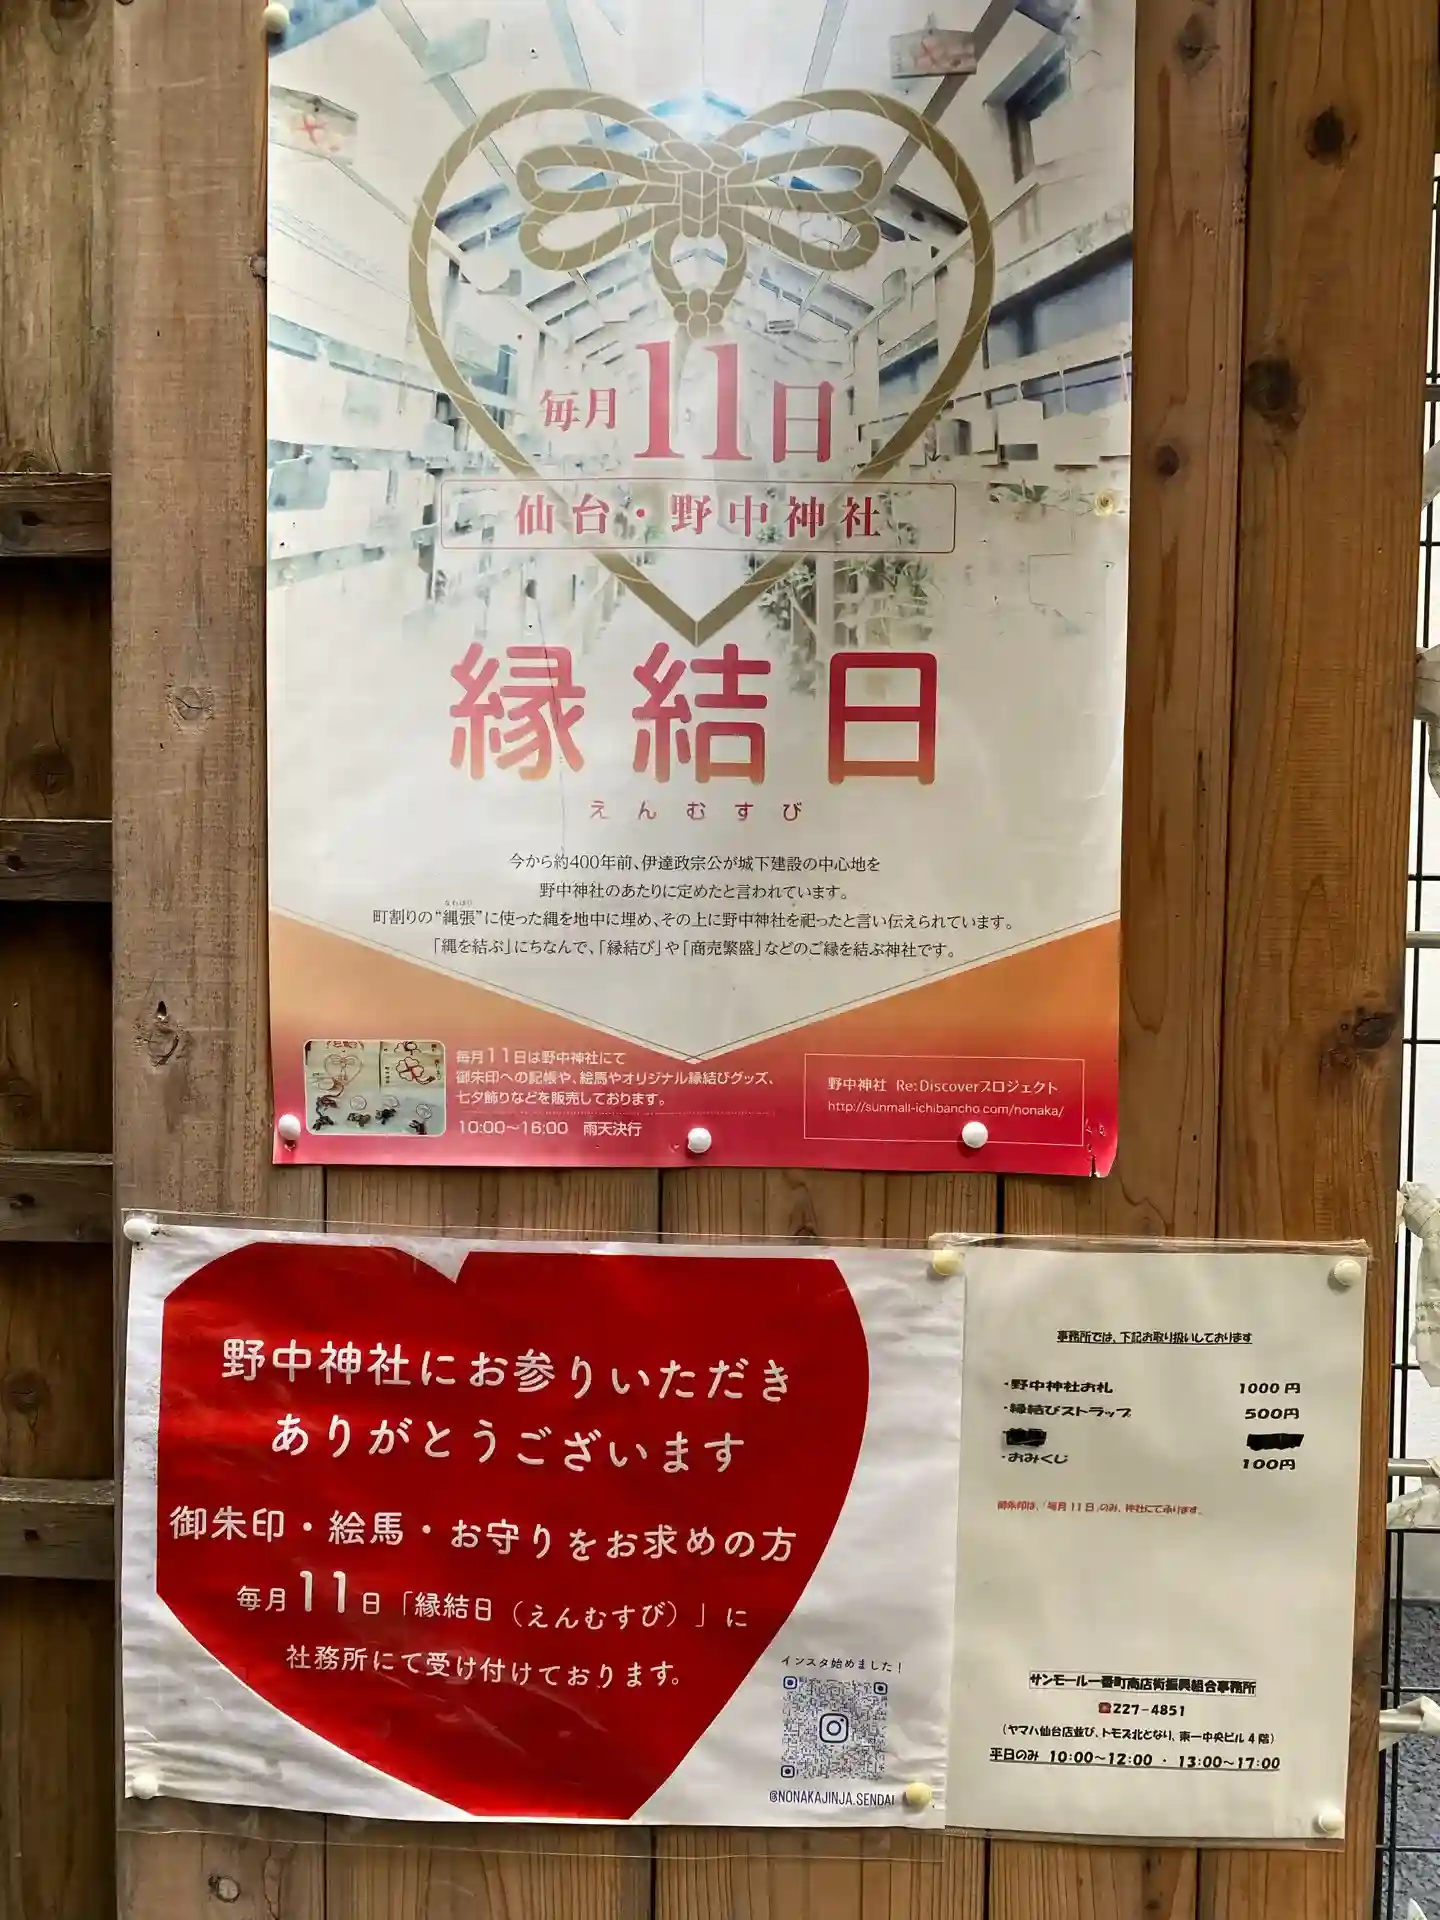 毎月11日
仙台・野中神社
縁結日
えんむすび
今から約400年前、伊達政宗公が城下建設の中心地を
野中神社のあたりに定めたと言われています。
なわばり
町割りの“縄張”に使った縄を地中に埋め、その上に野中神社を祀ったと言い伝えられています。
「縄を結ぶ」にちなんで、「縁結び」や「商売繁盛」などのご縁を結ぶ神社です。
毎月11日は野中神社にて
御朱印への記帳や、絵馬やオリジナル縁結びグッズ、
七夕飾りなどを販売しております。
10:00〜16:00 雨天決行
野中神社 Re:Discoverプロジェクト
http://sunmall-ichibancho.com/nonaka/
野中神社にお参りいただき
ありがとうございます
御朱印・絵馬・お守りをお求めの方
毎月11日「縁結日（えんむすび）」に
社務所にて受け付けております。
インスタ始めました！
@NONAKAJINJA.SENDAI
事務所では、下記お取り扱いしております
・野中神社お札 1000円
・縁結びストラップ 500円
・おみくじ 100円
御朱印は、「毎月11日」のみ、神社にて承ります。
サンモール一番町商店街振興組合事務所
☎227-4851
（ヤマハ仙台店並び、トモズ北となり、東一中央ビル4階）
平日のみ 10:00〜12:00 ・ 13:00〜17:00